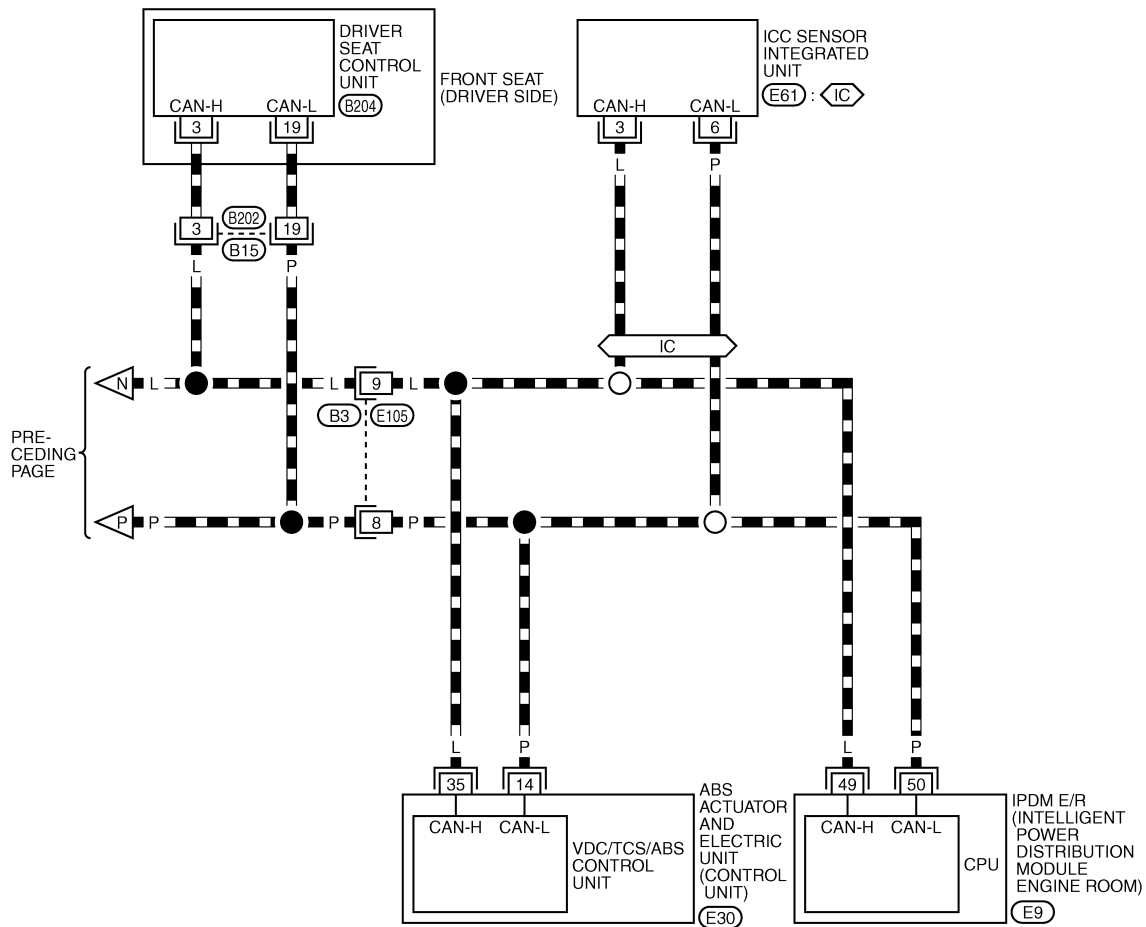 DRIVER
SEAT
CONTROL
UNIT
B204
CAN-H
CAN-L
3
19
FRONT SEAT
(DRIVER SIDE)
ICC SENSOR
INTEGRATED
UNIT
E61 : IC
CAN-H
CAN-L
3
6
L
P
3
B202
B15
19
L
P
IC
PRE-
CEDING
PAGE
N
L
L
9
L
B3
E105
P
P
P
8
P
L
P
L
P
35
14
49
50
CAN-H
CAN-L
VDC/TCS/ABS
CONTROL
UNIT
ABS
ACTUATOR
AND
ELECTRIC
UNIT
(CONTROL
UNIT)
E30
CAN-H
CAN-L
CPU
IPDM E/R
(INTELLIGENT
POWER
DISTRIBUTION
MODULE
ENGINE ROOM)
E9